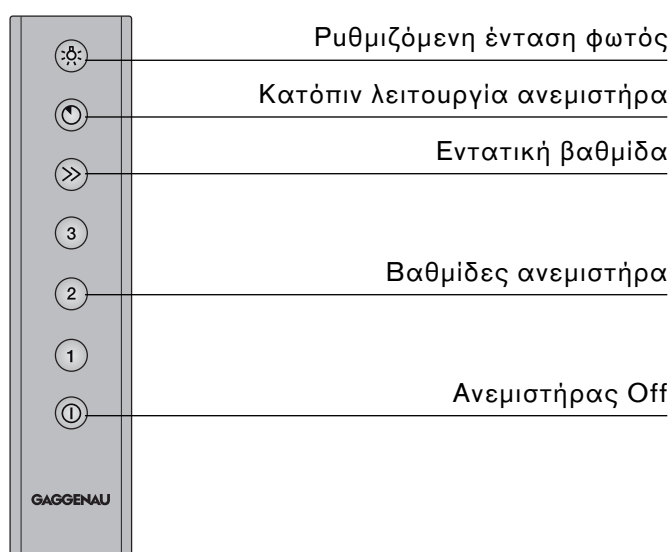 Ρυθμιζόμενη ένταση φωτός
Κατόπιν λειτουργία ανεμιστήρα
Εντατική βαθμίδα
3
Βαθμίδες ανεμιστήρα
2
1
Ανεμιστήρας Off
GAGGENAU